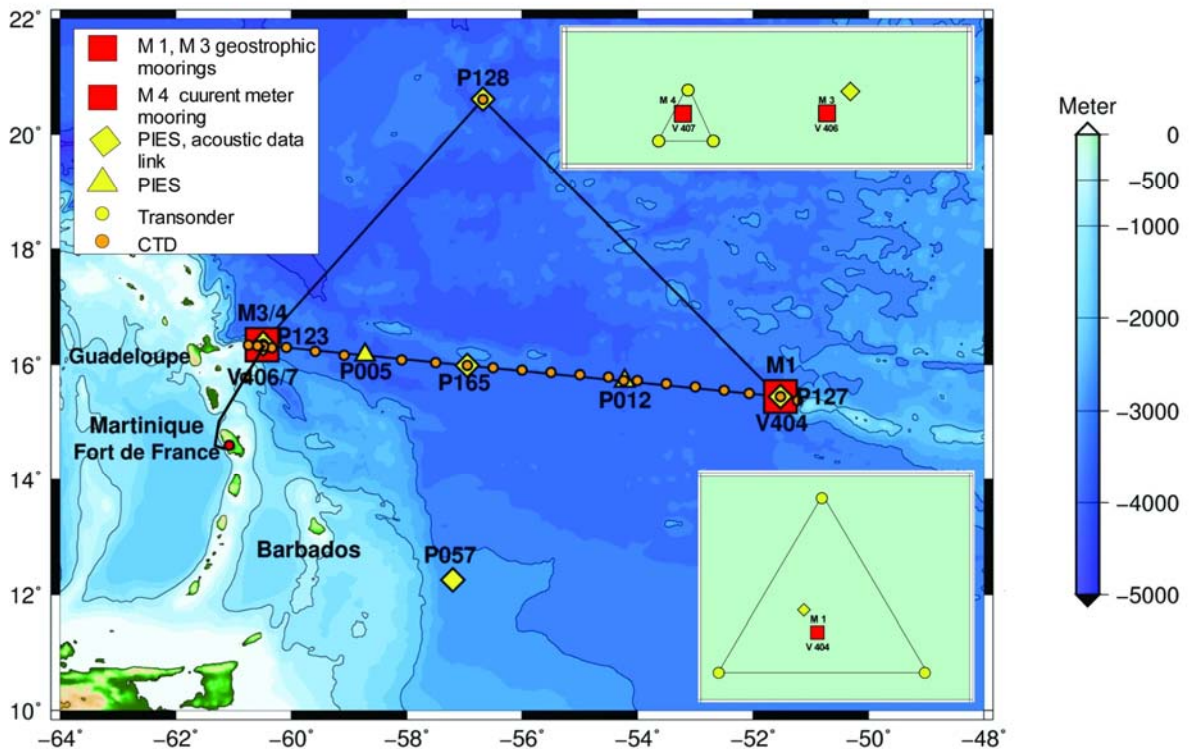 22°
20°
18°
16°
14°
12°
10°
−64
−62°
−60°
−58°
−56°
−54°
−52°
−50°
−48°
M 1, M 3 geostrophic
moorings
M 4 cuurent meter
mooring
PIES, acoustic data
link
PIES
Transonder
CTD
P128
M 4
V 407
M 3
V 406
M3/4
P123
Guadeloupe
V406/7
P005
P165
P012
M1
P127
V404
Martinique
Fort de France
Barbados
P057
M 1
V 404
Meter
0
−500
−1000
−2000
−3000
−4000
−5000